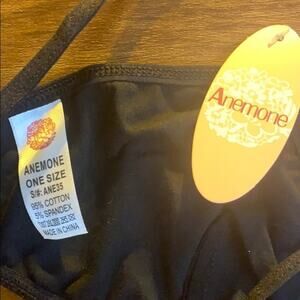 Anemone
ANEMONE
ONE SIZE
S/#: ANE35
95% COTTON
5% SPANDEX
MADE IN CHINA